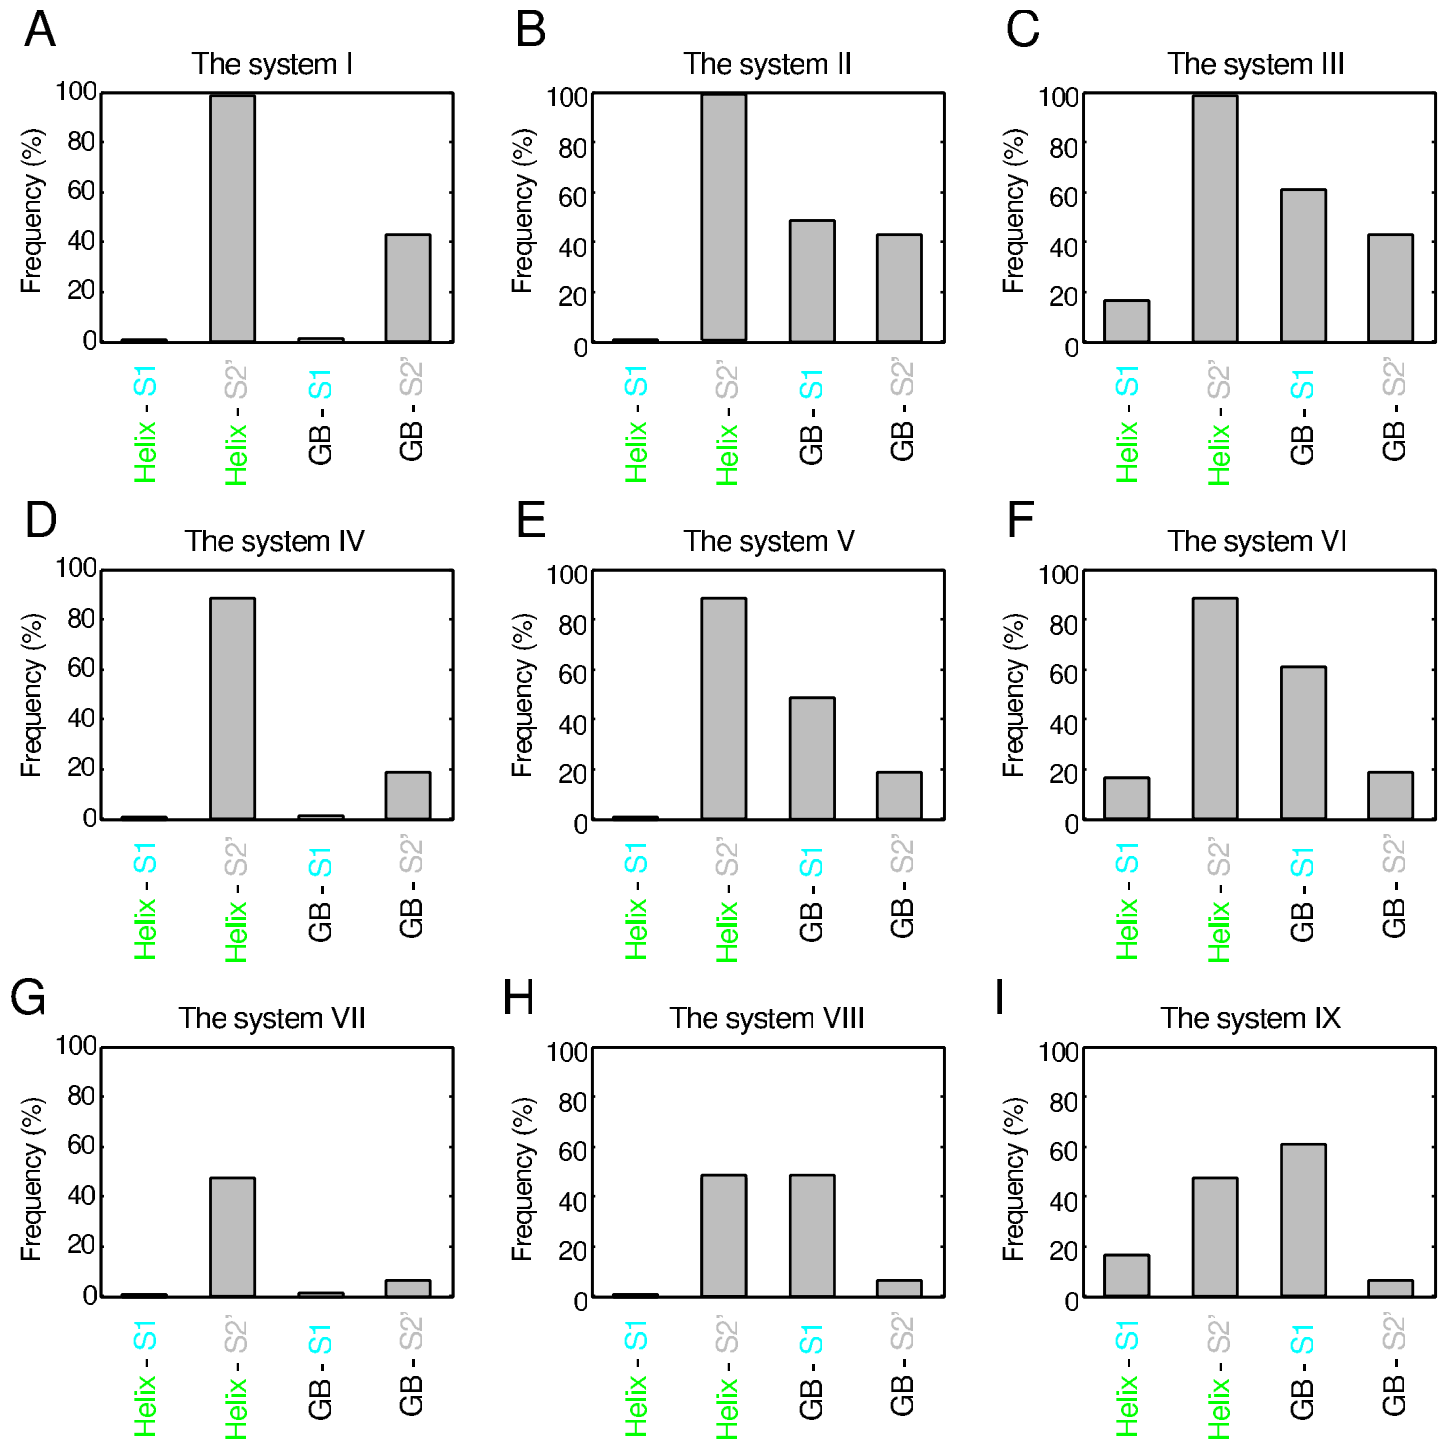 A
The system I
Frequency (%)
100
80
60
40
20
0
Helix - S1
Helix - S2'
GB - S1
GB - S2'
B
The system II
Frequency (%)
100
80
60
40
20
0
Helix - S1
Helix - S2'
GB - S1
GB - S2'
C
The system III
Frequency (%)
100
80
60
40
20
0
Helix - S1
Helix - S2'
GB - S1
GB - S2'
D
The system IV
Frequency (%)
100
80
60
40
20
0
Helix - S1
Helix - S2'
GB - S1
GB - S2'
E
The system V
Frequency (%)
100
80
60
40
20
0
Helix - S1
Helix - S2'
GB - S1
GB - S2'
F
The system VI
Frequency (%)
100
80
60
40
20
0
Helix - S1
Helix - S2'
GB - S1
GB - S2'
G
The system VII
Frequency (%)
100
80
60
40
20
0
Helix - S1
Helix - S2'
GB - S1
GB - S2'
H
The system VIII
Frequency (%)
100
80
60
40
20
0
Helix - S1
Helix - S2'
GB - S1
GB - S2'
I
The system IX
Frequency (%)
100
80
60
40
20
0
Helix - S1
Helix - S2'
GB - S1
GB - S2'